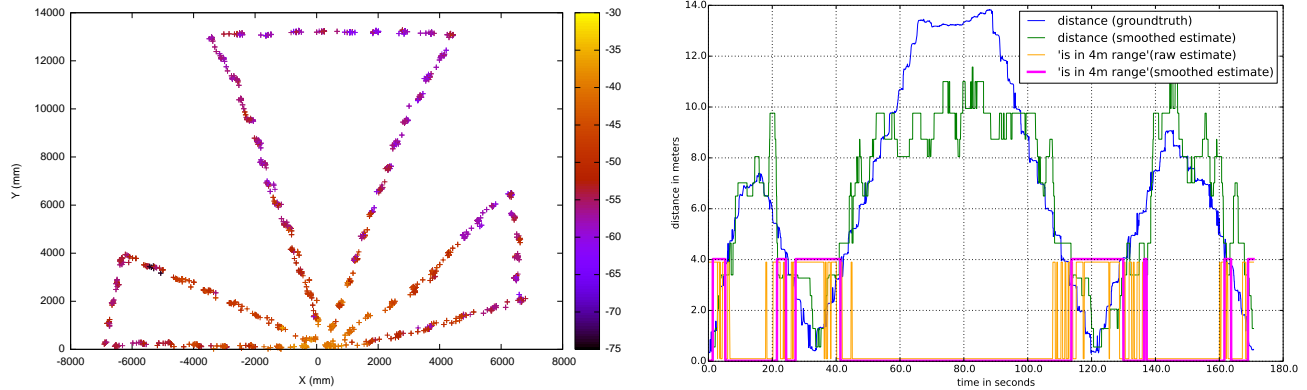 14000
12000
10000
8000
6000
4000
2000
0
Y (mm)
-8000 -6000 -4000 -2000 0 2000 4000 6000 8000
X (mm)
-30
-35
-40
-45
-50
-55
-60
-65
-70
-75
14.0
12.0
10.0
8.0
6.0
4.0
2.0
0.0
distance in meters
distance (groundtruth)
distance (smoothed estimate)
'is in 4m range'(raw estimate)
'is in 4m range'(smoothed estimate)
0.0 20.0 40.0 60.0 80.0 100.0 120.0 140.0 160.0 180.0
time in seconds